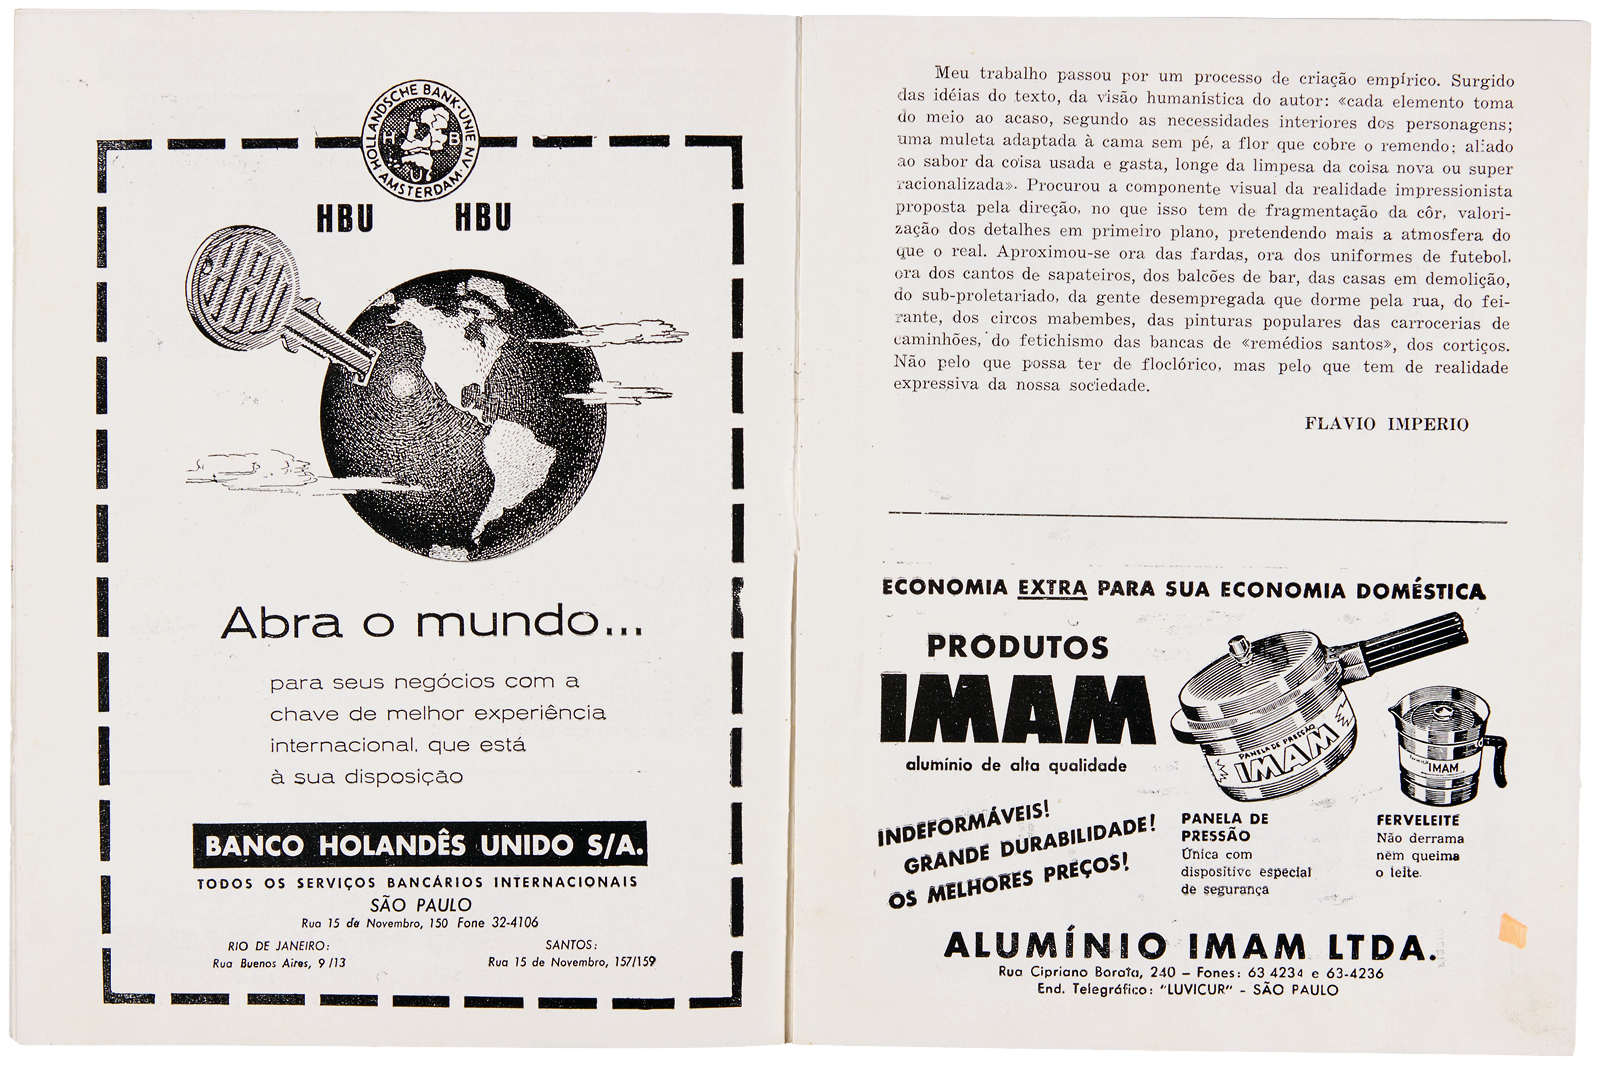 HOLLANDSCHE BANK-UNIE NV
AMSTERDAM
H B
U
HBU HBU
HBU
Abra o mundo...
para seus negócios com a
chave de melhor experiência
internacional, que está
à sua disposição
BANCO HOLANDÊS UNIDO S/A.
TODOS OS SERVIÇOS BANCÁRIOS INTERNACIONAIS
SÃO PAULO
Rua 15 de Novembro, 150 Fone 32-4106
RIO DE JANEIRO:
Rua Buenos Aires, 9/13
SANTOS:
Rua 15 de Novembro, 157/159
Meu trabalho passou por um processo de criação empírico. Surgido
das idéias do texto, da visão humanística do autor: «cada elemento toma
do meio ao acaso, segundo as necessidades interiores dos personagens;
uma muleta adaptada à cama sem pé, a flor que cobre o remendo; aliado
ao sabor da coisa usada e gasta, longe da limpesa da coisa nova ou super
racionalizada». Procurou a componente visual da realidade impressionista
proposta pela direção, no que isso tem de fragmentação da côr, valori-
zação dos detalhes em primeiro plano, pretendendo mais a atmosfera do
que o real. Aproximou-se ora das fardas, ora dos uniformes de futebol,
ora dos cantos de sapateiros, dos balcões de bar, das casas em demolição,
do sub-proletariado, da gente desempregada que dorme pela rua, do fei-
rante, dos circos mabembes, das pinturas populares das carrocerias de
caminhões, do fetichismo das bancas de «remédios santos», dos cortiços.
Não pelo que possa ter de floclórico, mas pelo que tem de realidade
expressiva da nossa sociedade.
FLAVIO IMPERIO
ECONOMIA EXTRA PARA SUA ECONOMIA DOMÉSTICA
PRODUTOS
IMAM
alumínio de alta qualidade
PANELA DE PRESSÃO
IMAM
IMAM
INDEFORMÁVEIS!
GRANDE DURABILIDADE!
OS MELHORES PREÇOS!
PANELA DE
PRESSÃO
Única com
dispositivo especial
de segurança
FERVELEITE
Não derrama
nem queima
o leite.
ALUMÍNIO IMAM LTDA.
Rua Cipriano Barata, 240 – Fones: 63 4234 e 63-4236
End. Telegráfico: "LUVICUR" - SÃO PAULO